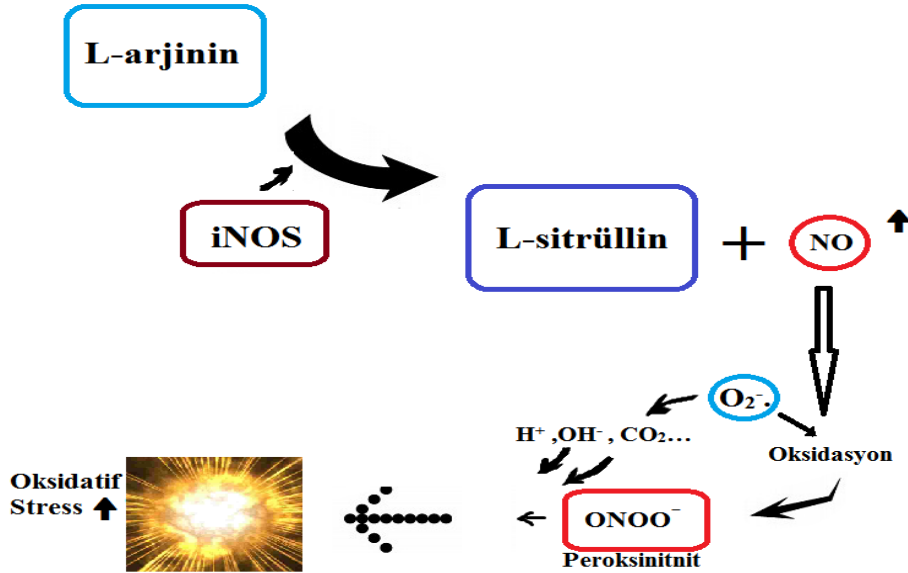 L-arjinin
iNOS
L-sitrüllin + NO
O₂⁻.
H⁺ ,OH⁻ , CO₂...
Oksidasyon
Oksidatif
Stress
ONOO⁻
Peroksinitnit